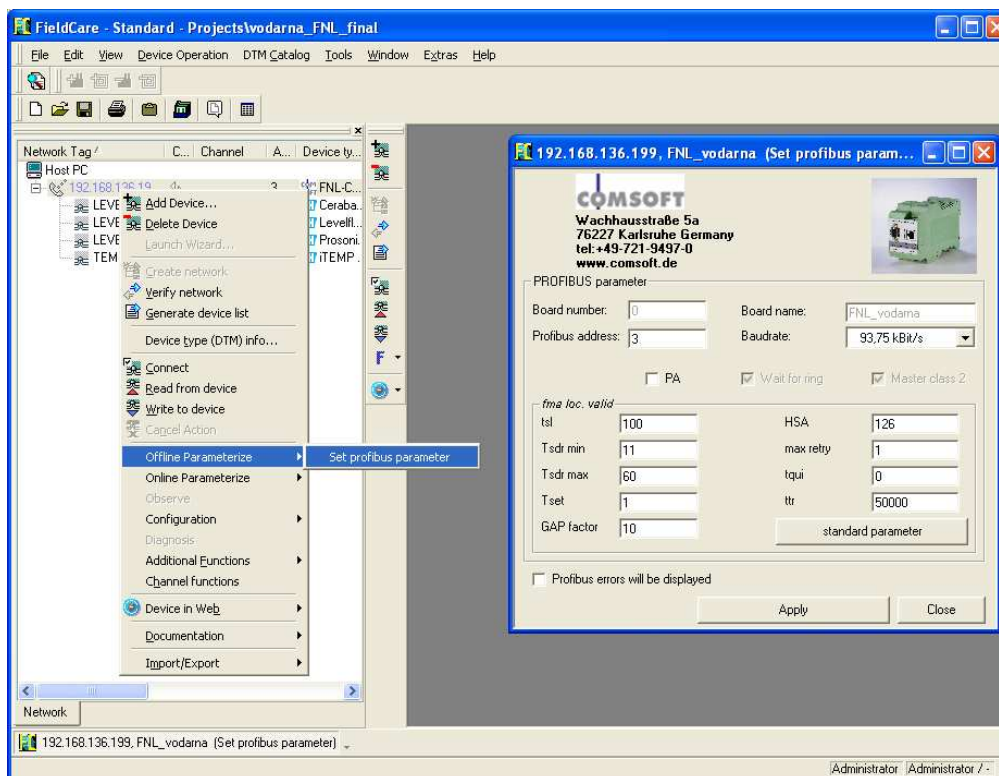 FieldCare - Standard - Projects\vodarna_FNL_final
File Edit View Device Operation DTM Catalog Tools Window Extras Help
Network Tag C... Channel A... Device ty...
Host PC
192.168.136.19 3 FNL-C...
LEVE Ceraba..
LEVE Levelfl...
LEVE Prosoni.
TEM iTEMP .
Add Device...
Delete Device
Launch Wizard...
Create network
Verify network
Generate device list
Device type (DTM) info...
Connect
Read from device
Write to device
Cancel Action
Offline Parameterize
Set profibus parameter
Online Parameterize
Observe
Configuration
Diagnosis
Additional Functions
Channel functions
Device in Web
Documentation
Import/Export
F
Network
192.168.136.199, FNL_vodarna (Set profibus param...
COMSOFT
Wachhausstraße 5a
76227 Karlsruhe Germany
tel:+49-721-9497-0
www.comsoft.de
PROFIBUS parameter
Board number: 0 Board name: FNL_vodarna
Profibus address: 3 Baudrate: 93,75 kBit/s
PA Wait for ring Master class 2
fma loc. valid
tsl 100 HSA 126
Tsdr min 11 max retry 1
Tsdr max 60 tqui 0
Tset 1 ttr 50000
GAP factor 10 standard parameter
Profibus errors will be displayed
Apply Close
192.168.136.199, FNL_vodarna (Set profibus parameter)
Administrator Administrator / -